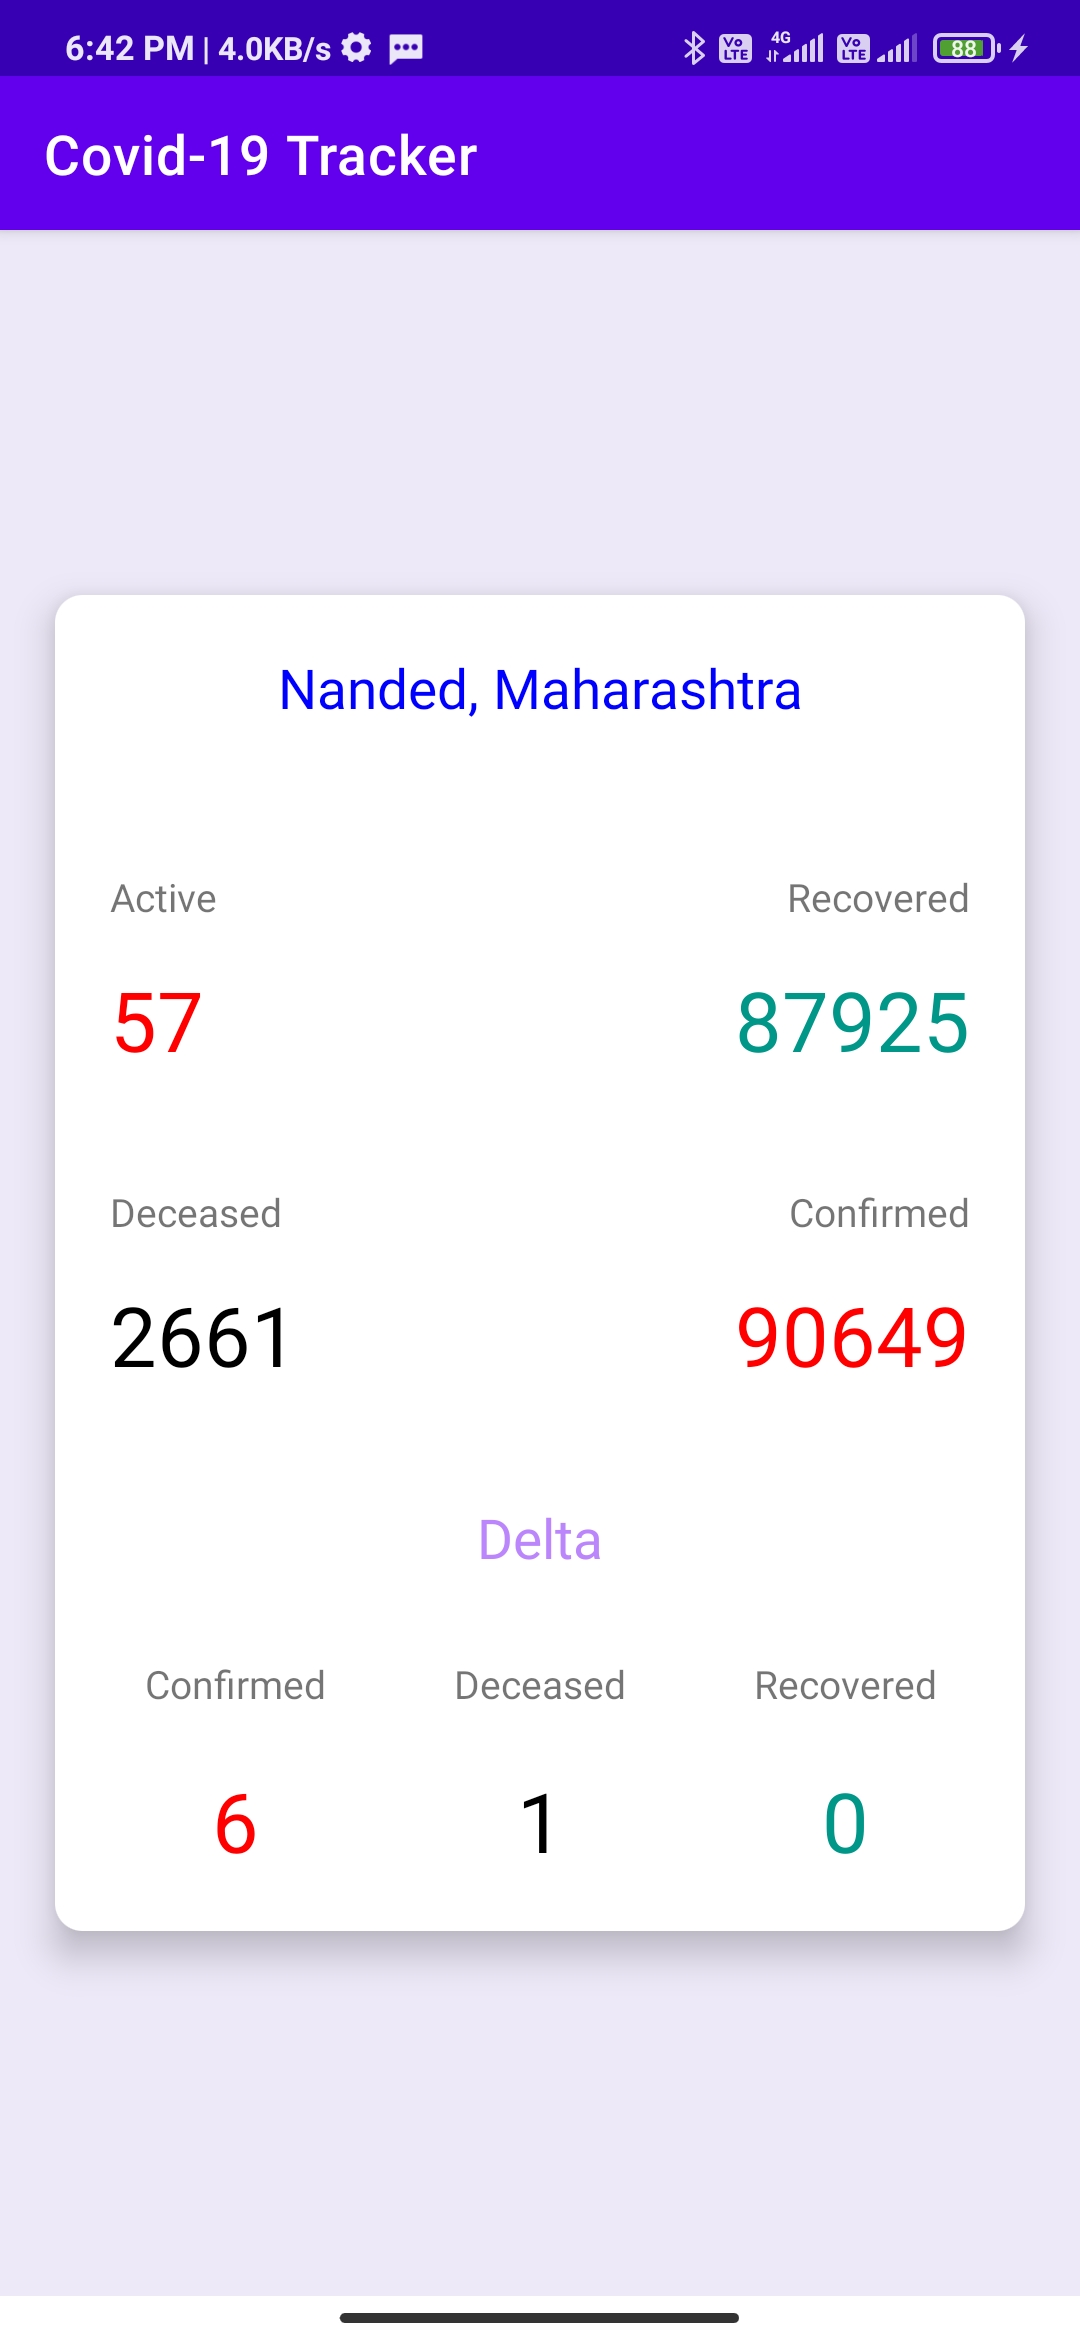 6:42 PM | 4.0KB/s Vo LTE 4G Vo LTE 88
Covid-19 Tracker
Nanded, Maharashtra
Active Recovered
57 87925
Deceased Confirmed
2661 90649
Delta
Confirmed Deceased Recovered
6 1 0